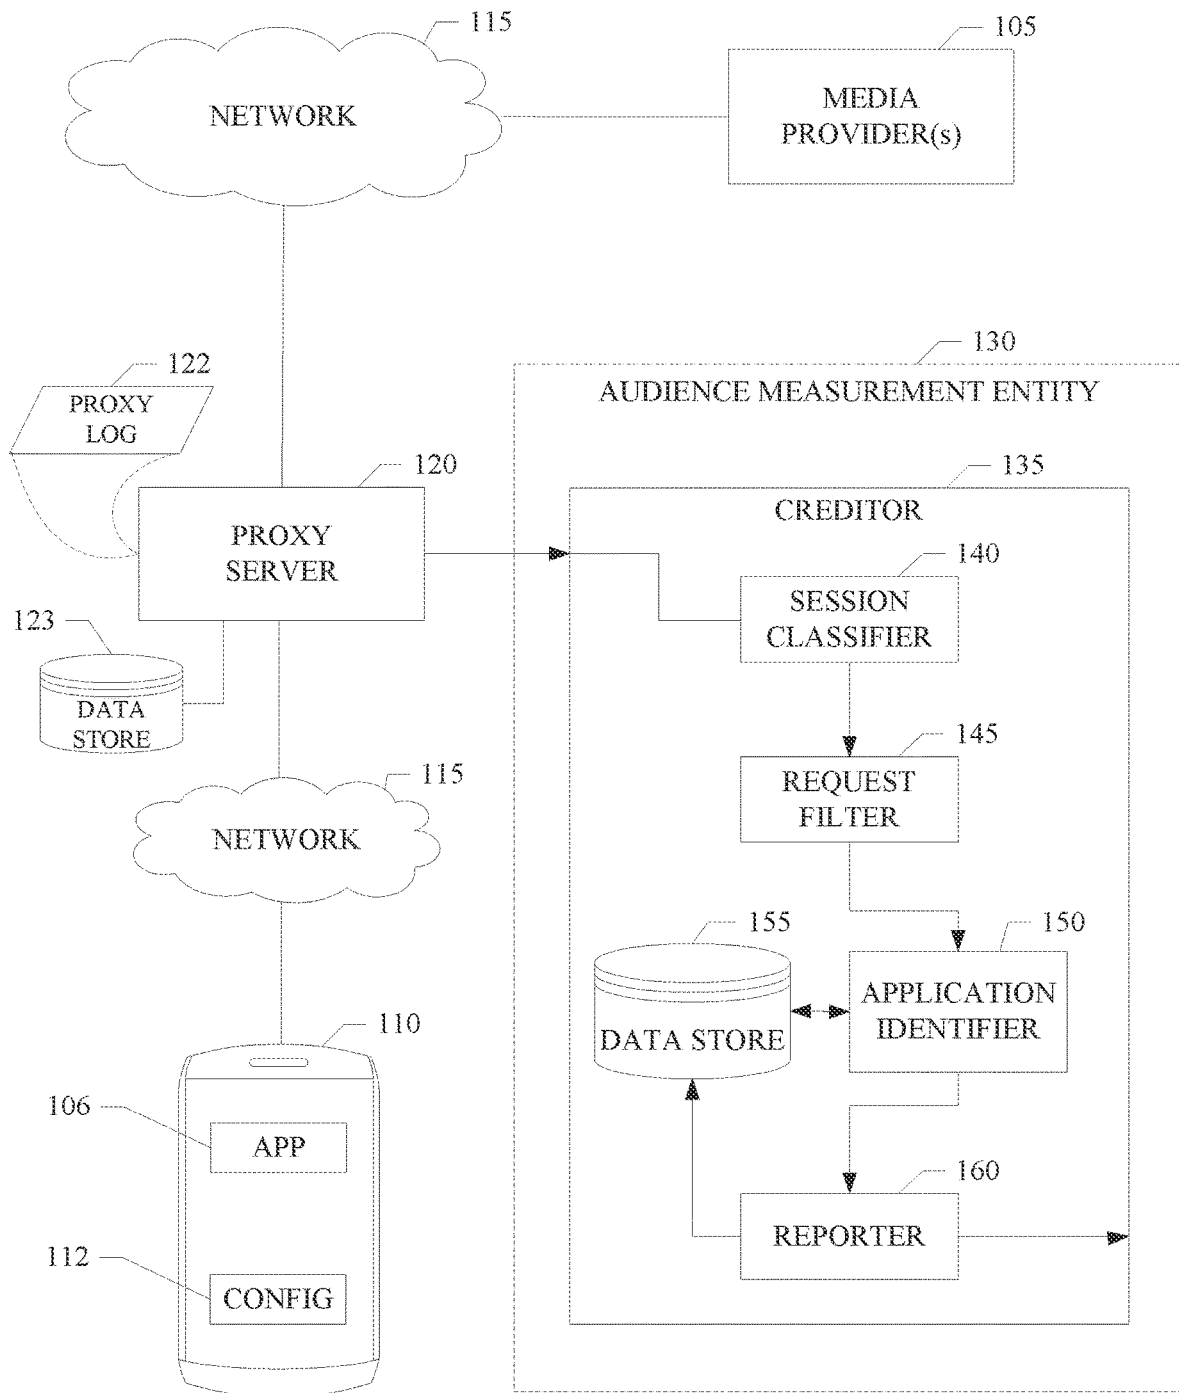 115
105
NETWORK
MEDIA
PROVIDER(s)
130
122
AUDIENCE MEASUREMENT ENTITY
PROXY
LOG
120
135
CREDITOR
PROXY
SERVER
140
SESSION
CLASSIFIER
123
DATA
STORE
145
115
REQUEST
FILTER
NETWORK
155
150
APPLICATION
IDENTIFIER
DATA STORE
110
106
APP
160
REPORTER
112
CONFIG